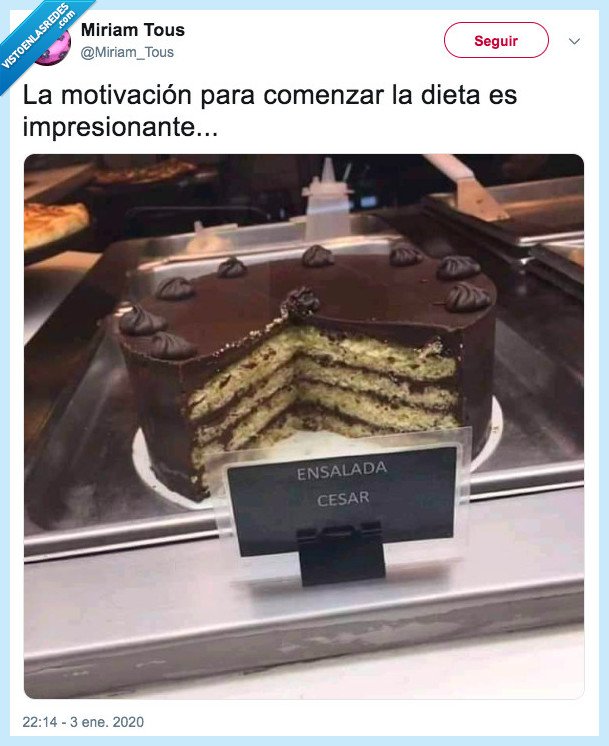 VISTOENLASREDES
.com
Miriam Tous
@Miriam_Tous
Seguir
La motivación para comenzar la dieta es
impresionante...
ENSALADA
CESAR
22:14 - 3 ene. 2020